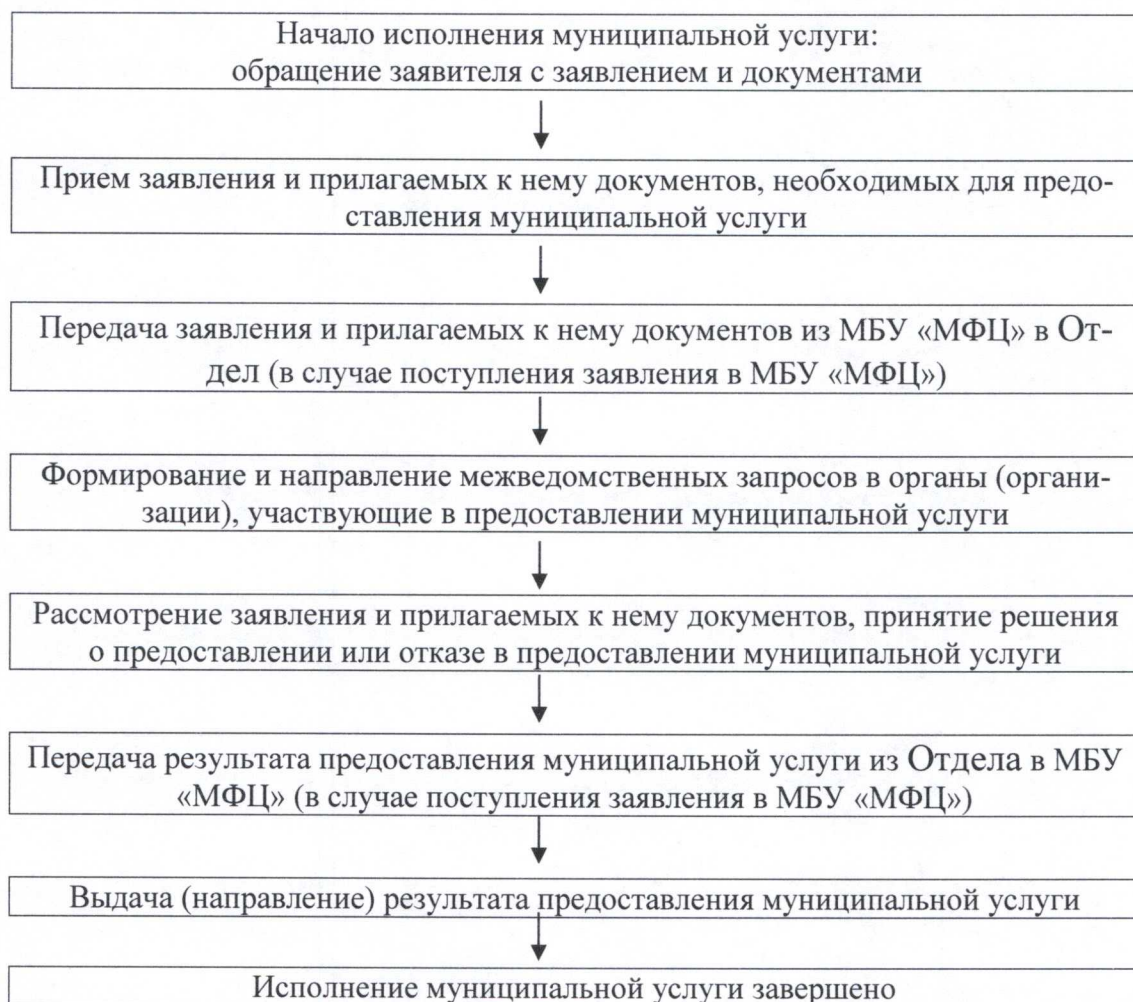 Начало исполнения муниципальной услуги:
обращение заявителя с заявлением и документами
Прием заявления и прилагаемых к нему документов, необходимых для предо-
ставления муниципальной услуги
Передача заявления и прилагаемых к нему документов из МБУ «МФЦ» в От-
дел (в случае поступления заявления в МБУ «МФЦ»)
Формирование и направление межведомственных запросов в органы (органи-
зации), участвующие в предоставлении муниципальной услуги
Рассмотрение заявления и прилагаемых к нему документов, принятие решения
о предоставлении или отказе в предоставлении муниципальной услуги
Передача результата предоставления муниципальной услуги из Отдела в МБУ
«МФЦ» (в случае поступления заявления в МБУ «МФЦ»)
Выдача (направление) результата предоставления муниципальной услуги
Исполнение муниципальной услуги завершено